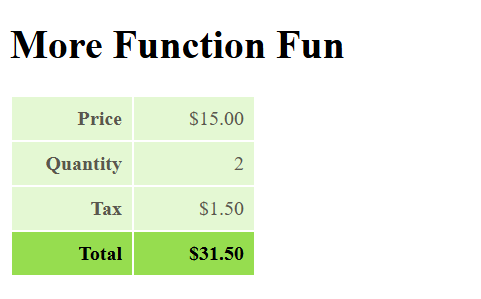 More Function Fun
Price $15.00
Quantity 2
Tax $1.50
Total $31.50